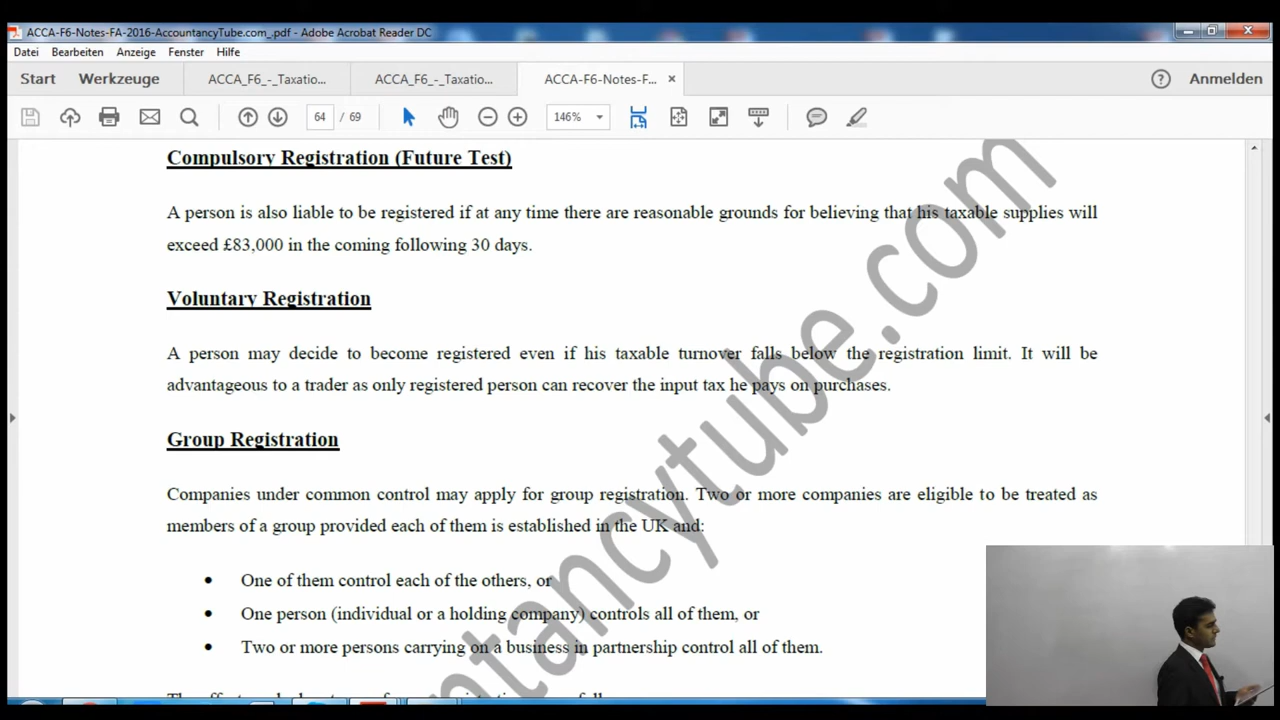 ACCA-F6-Notes-FA-2016-AccountancyTube.com_.pdf - Adobe Acrobat Reader DC
Datei Bearbeiten Anzeige Fenster Hilfe
Start Werkzeuge ACCA_F6_-_Taxatio... ACCA_F6_-_Taxatio... ACCA-F6-Notes-F... × ? Anmelden
64 / 69 146%
Compulsory Registration (Future Test)
A person is also liable to be registered if at any time there are reasonable grounds for believing that his taxable supplies will
exceed £83,000 in the coming following 30 days.
Voluntary Registration
A person may decide to become registered even if his taxable turnover falls below the registration limit. It will be
advantageous to a trader as only registered person can recover the input tax he pays on purchases.
Group Registration
Companies under common control may apply for group registration. Two or more companies are eligible to be treated as
members of a group provided each of them is established in the UK and:
• One of them control each of the others, or
• One person (individual or a holding company) controls all of them, or
• Two or more persons carrying on a business in partnership control all of them.
ntancytube.com